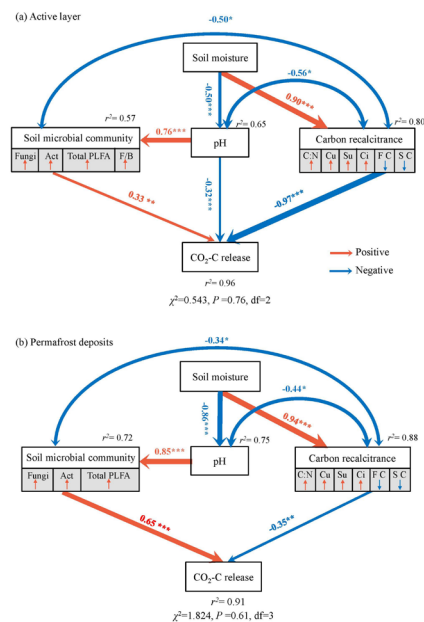 (a) Active layer
-0.50*
Soil moisture
-0.50***
-0.56*
0.90***
r²= 0.57
r²= 0.65
r²= 0.80
Soil microbial community
0.76***
pH
Carbon recalcitrance
Fungi Act Total PLFA F/B
C:N Cu Su Ci F C S C
0.33 **
-0.32***
-0.97***
CO₂-C release
Positive
Negative
r²= 0.96
χ²=0.543, P =0.76, df=2
(b) Permafrost deposits
-0.34*
Soil moisture
-0.86***
-0.44*
0.94***
r²= 0.72
r²= 0.75
r²= 0.88
Soil microbial community
0.85***
pH
Carbon recalcitrance
Fungi Act Total PLFA
C:N Cu Su Ci F C S C
0.65 ***
-0.35**
CO₂-C release
r²= 0.91
χ²=1.824, P =0.61, df=3